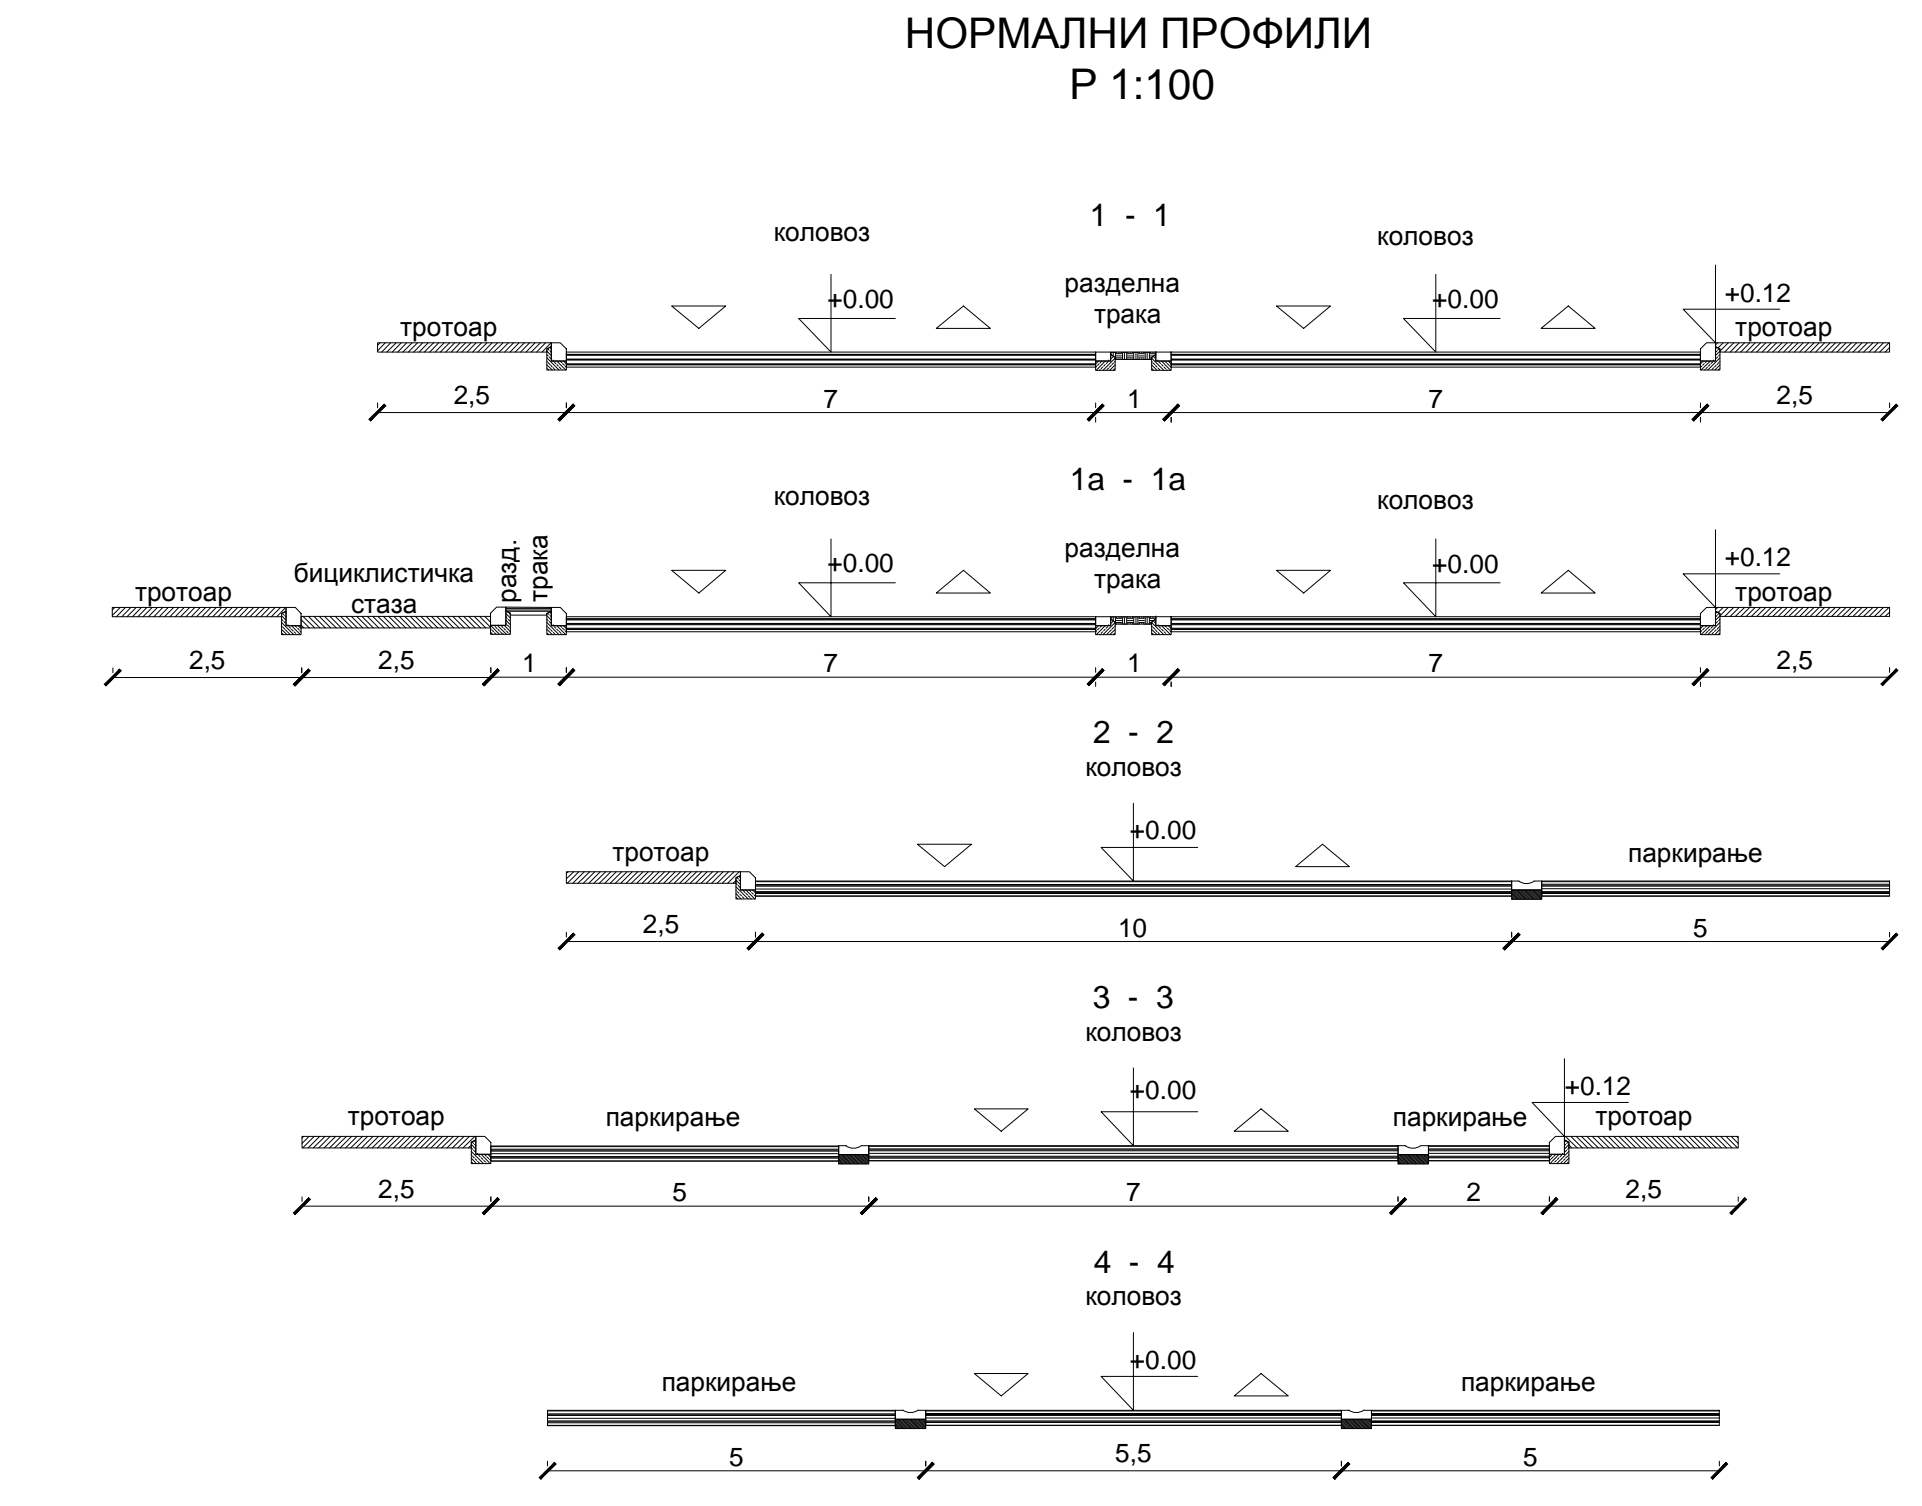 НОРМАЛНИ ПРОФИЛИ
Р 1:100
1 - 1
коловоз
коловоз
разделна
трака
+0.00
+0.00
+0.12
тротоар
тротоар
2,5
7
1
7
2,5
1а - 1а
коловоз
коловоз
разд.
трака
разделна
трака
+0.00
+0.00
+0.12
тротоар
бициклистичка
стаза
тротоар
2,5
2,5
1
7
1
7
2,5
2 - 2
коловоз
+0.00
тротоар
паркирање
2,5
10
5
3 - 3
коловоз
+0.00
+0.12
тротоар
паркирање
паркирање
тротоар
2,5
5
7
2
2,5
4 - 4
коловоз
+0.00
паркирање
паркирање
5
5,5
5